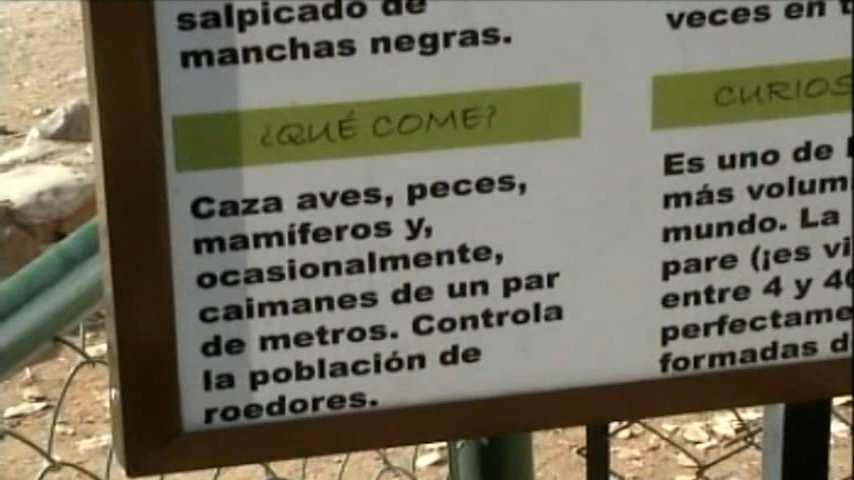 salpicado de
manchas negras.
¿QUÉ COME?
Caza aves, peces,
mamíferos y,
ocasionalmente,
caimanes de un par
de metros. Controla
la población de
roedores.
veces en
CURIOS
Es uno de
más volum
mundo. La
pare (¡es vi
entre 4 y 40
perfectame
formadas d